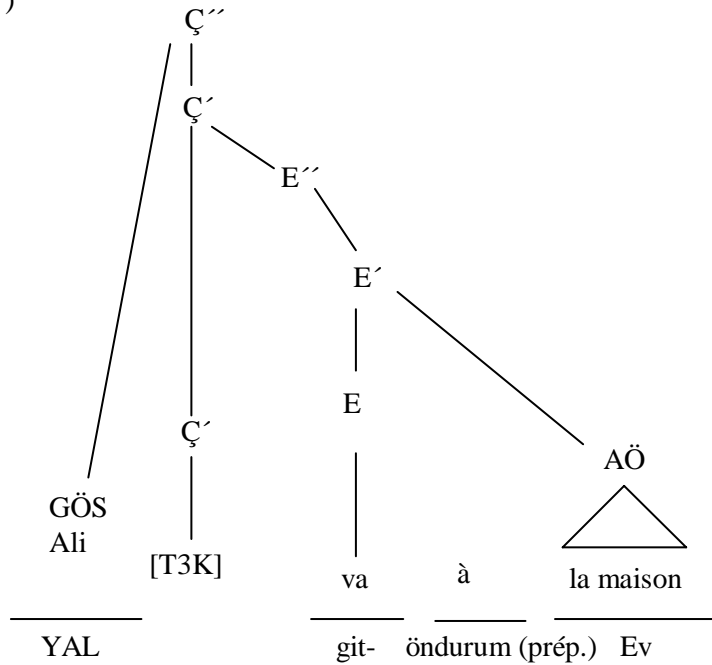 )
Ç´´
Ç´
E´´
E´
E
Ç´
AÖ
GÖS
Ali
[T3K] va à la maison
YAL git- öndurum (prép.) Ev